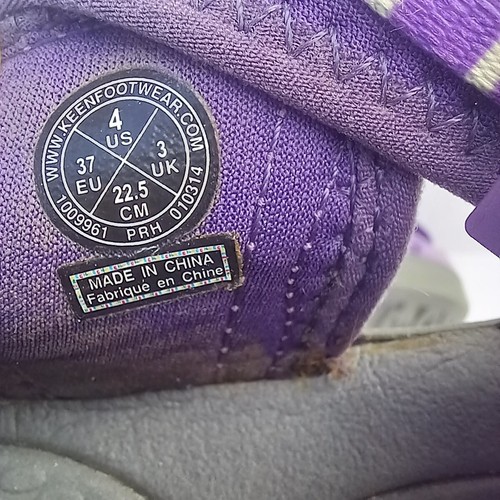 WWW.KEENFOOTWEAR.COM
4
US
37
EU
3
UK
22.5
CM
1009961 PRH 010314
MADE IN CHINA
Fabriqué en Chine